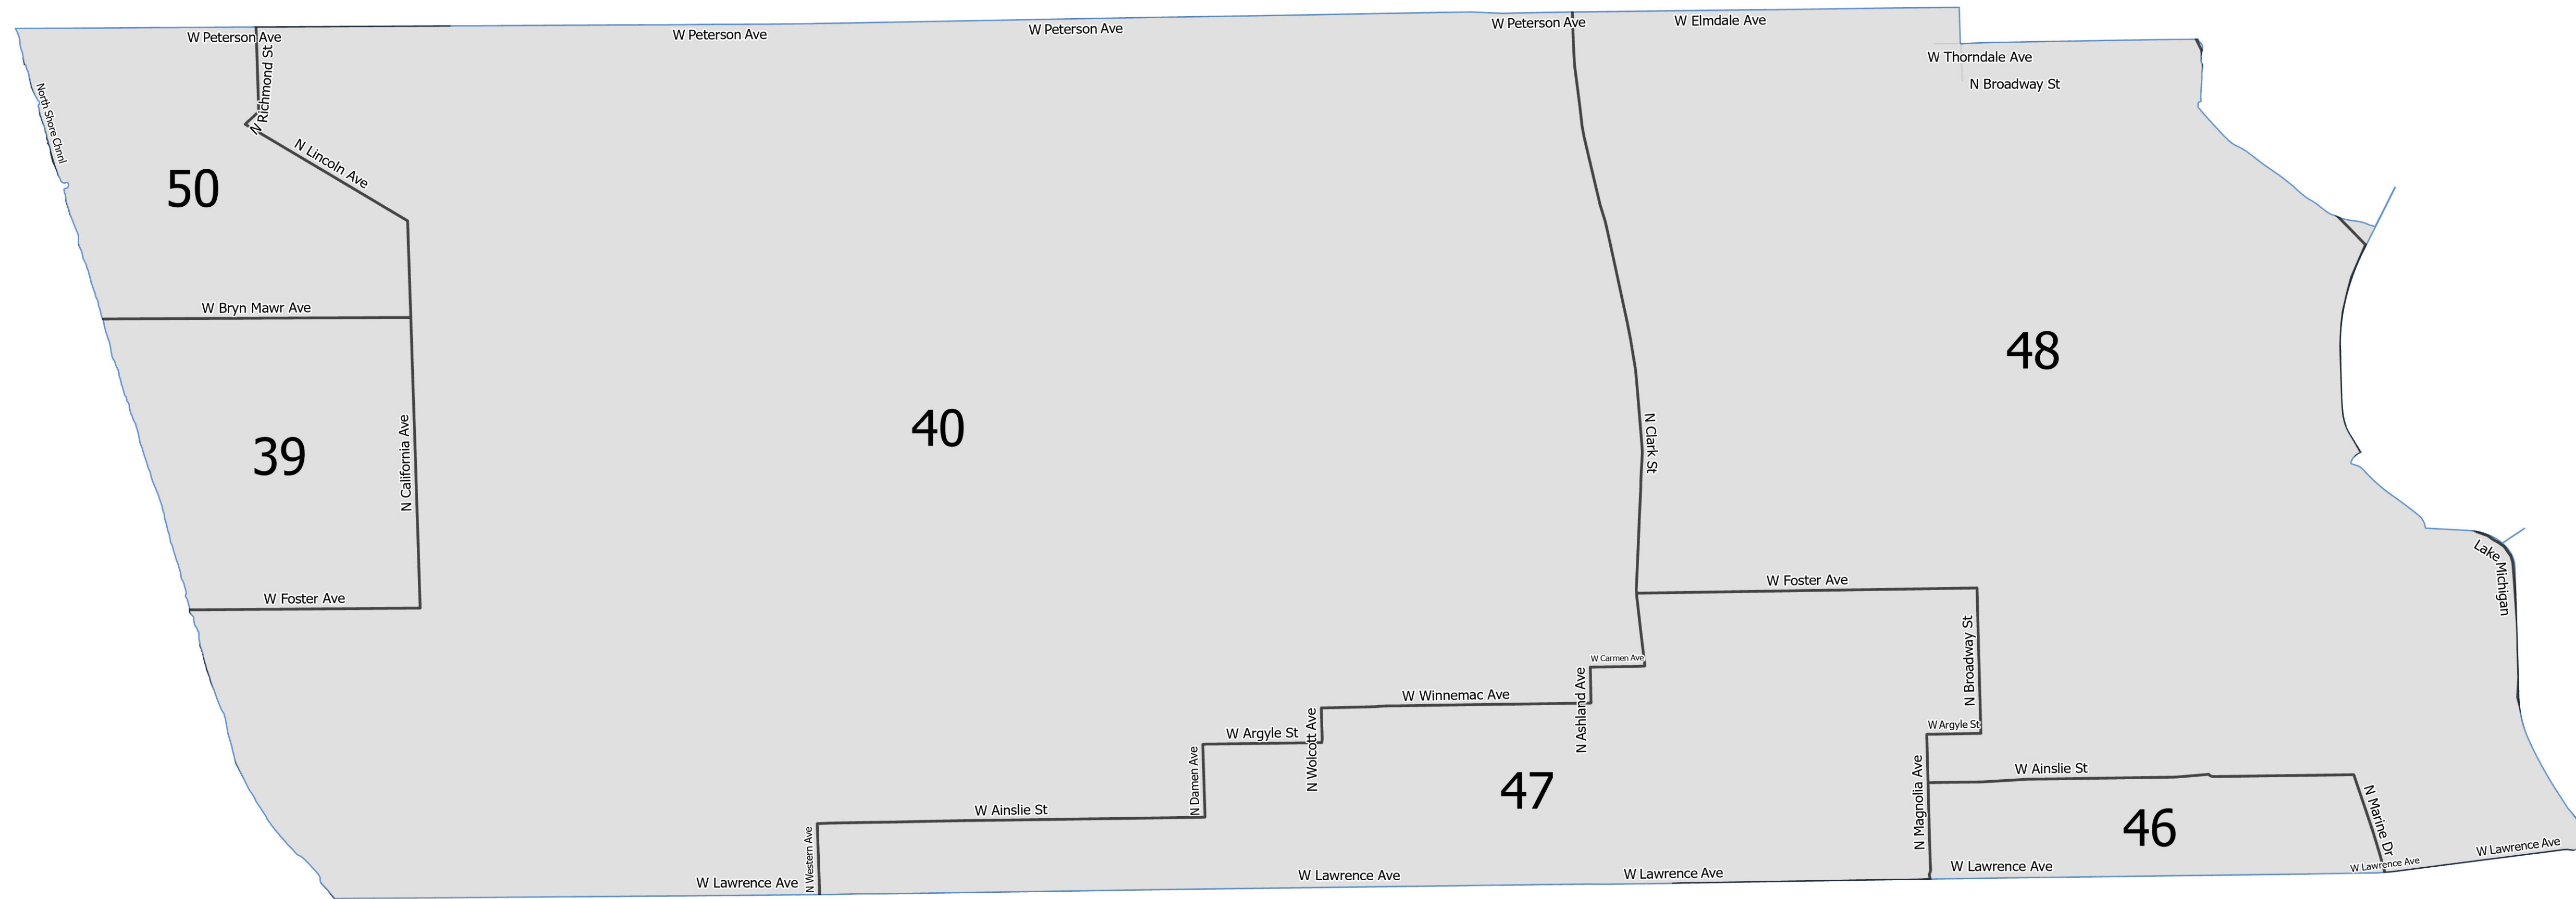 W Peterson Ave
W Peterson Ave
W Peterson Ave
W Peterson Ave
W Elmdale Ave
W Thorndale Ave
N Broadway St
North Shore Chnnl
N Richmond St
N Lincoln Ave
50
W Bryn Mawr Ave
48
40
39
N California Ave
N Clark St
Lake Michigan
W Foster Ave
W Foster Ave
N Broadway St
W Carmen Ave
N Ashland Ave
W Winnemac Ave
N Wolcott Ave
W Argyle St
W Argyle St
N Damen Ave
W Ainslie St
47
N Magnolia Ave
W Ainslie St
46
N Marine Dr
W Ainslie St
N Western Ave
W Lawrence Ave
W Lawrence Ave
W Lawrence Ave
W Lawrence Ave
W Lawrence Ave
W Lawrence Ave